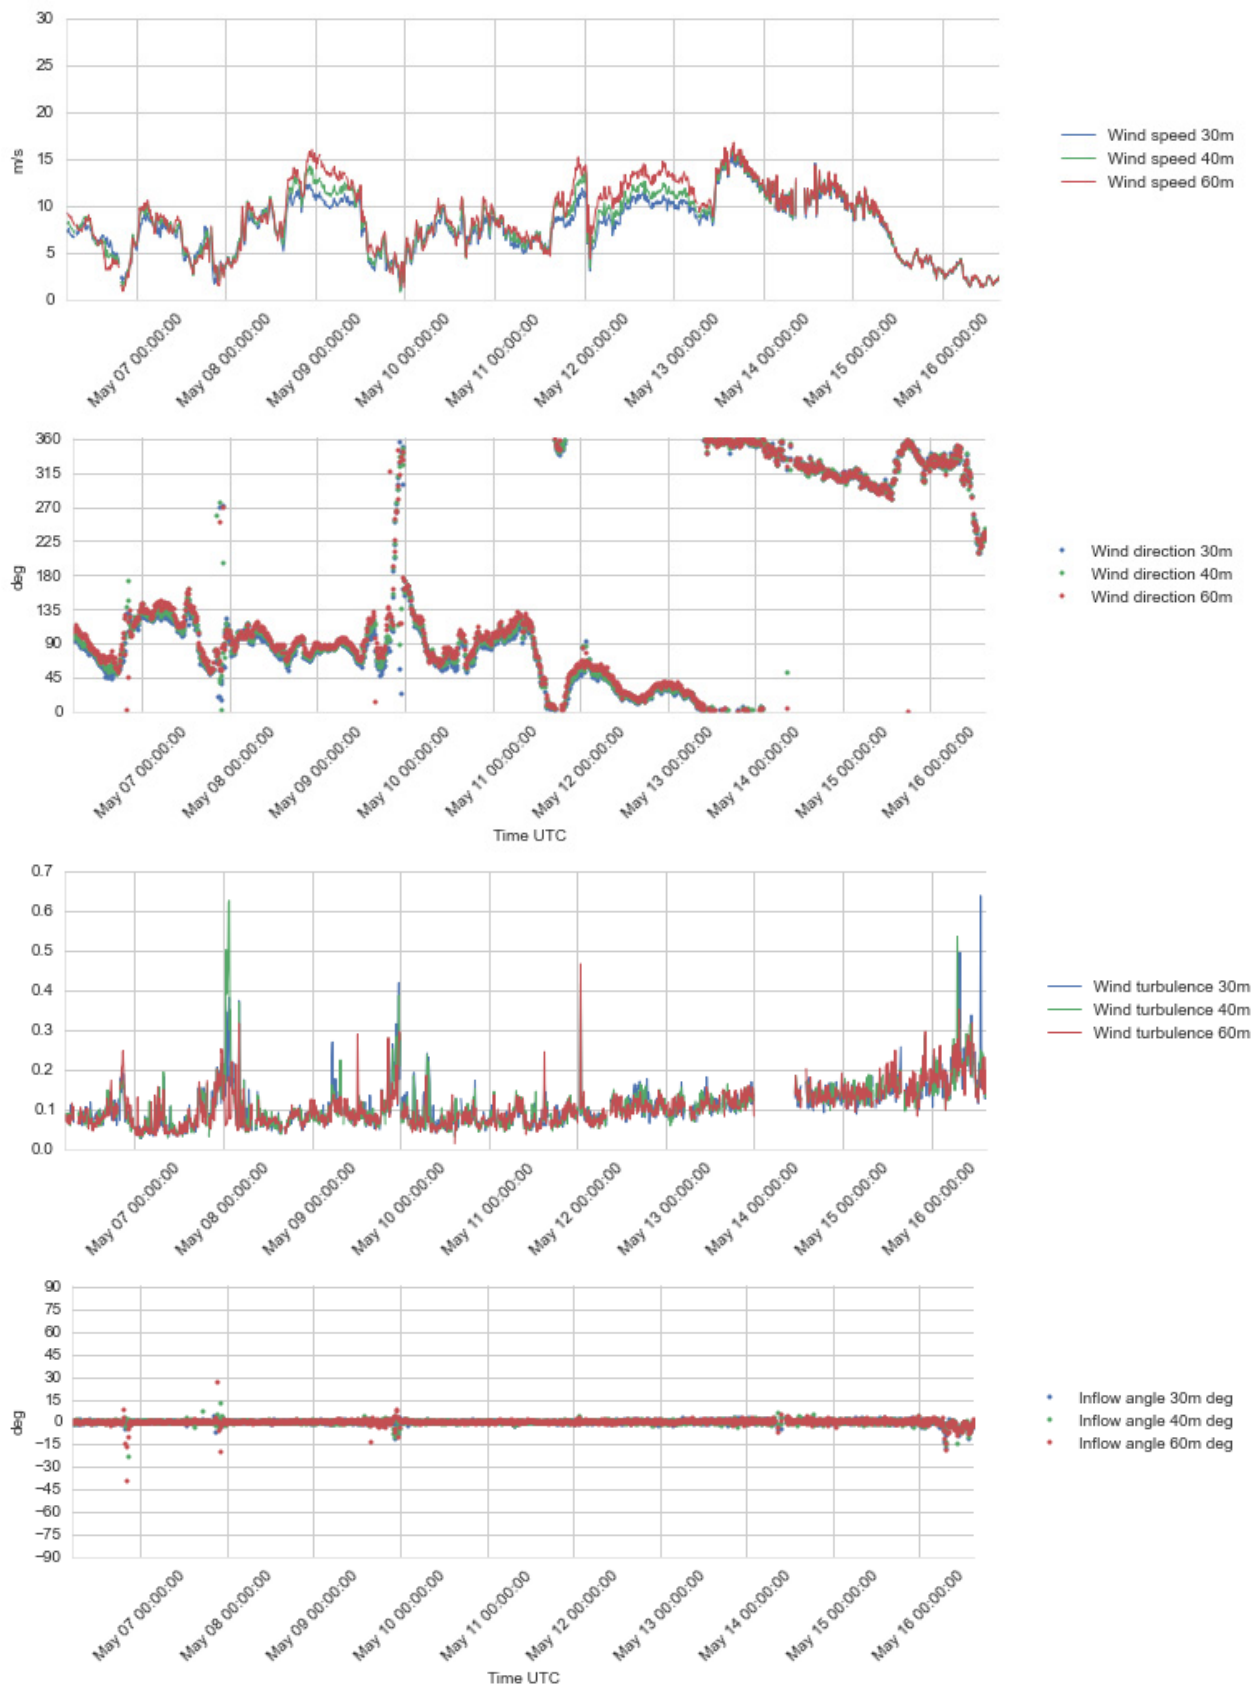 30
25
20
15
10
5
0
m/s
May 07 00:00:00
May 08 00:00:00
May 09 00:00:00
May 10 00:00:00
May 11 00:00:00
May 12 00:00:00
May 13 00:00:00
May 14 00:00:00
May 15 00:00:00
May 16 00:00:00
Wind speed 30m
Wind speed 40m
Wind speed 60m
360
315
270
225
180
135
90
45
0
deg
May 07 00:00:00
May 08 00:00:00
May 09 00:00:00
May 10 00:00:00
May 11 00:00:00
May 12 00:00:00
May 13 00:00:00
May 14 00:00:00
May 15 00:00:00
May 16 00:00:00
Time UTC
Wind direction 30m
Wind direction 40m
Wind direction 60m
0.7
0.6
0.5
0.4
0.3
0.2
0.1
0.0
May 07 00:00:00
May 08 00:00:00
May 09 00:00:00
May 10 00:00:00
May 11 00:00:00
May 12 00:00:00
May 13 00:00:00
May 14 00:00:00
May 15 00:00:00
May 16 00:00:00
Wind turbulence 30m
Wind turbulence 40m
Wind turbulence 60m
90
75
60
45
30
15
0
−15
−30
−45
−60
−75
−90
deg
May 07 00:00:00
May 08 00:00:00
May 09 00:00:00
May 10 00:00:00
May 11 00:00:00
May 12 00:00:00
May 13 00:00:00
May 14 00:00:00
May 15 00:00:00
May 16 00:00:00
Time UTC
Inflow angle 30m deg
Inflow angle 40m deg
Inflow angle 60m deg